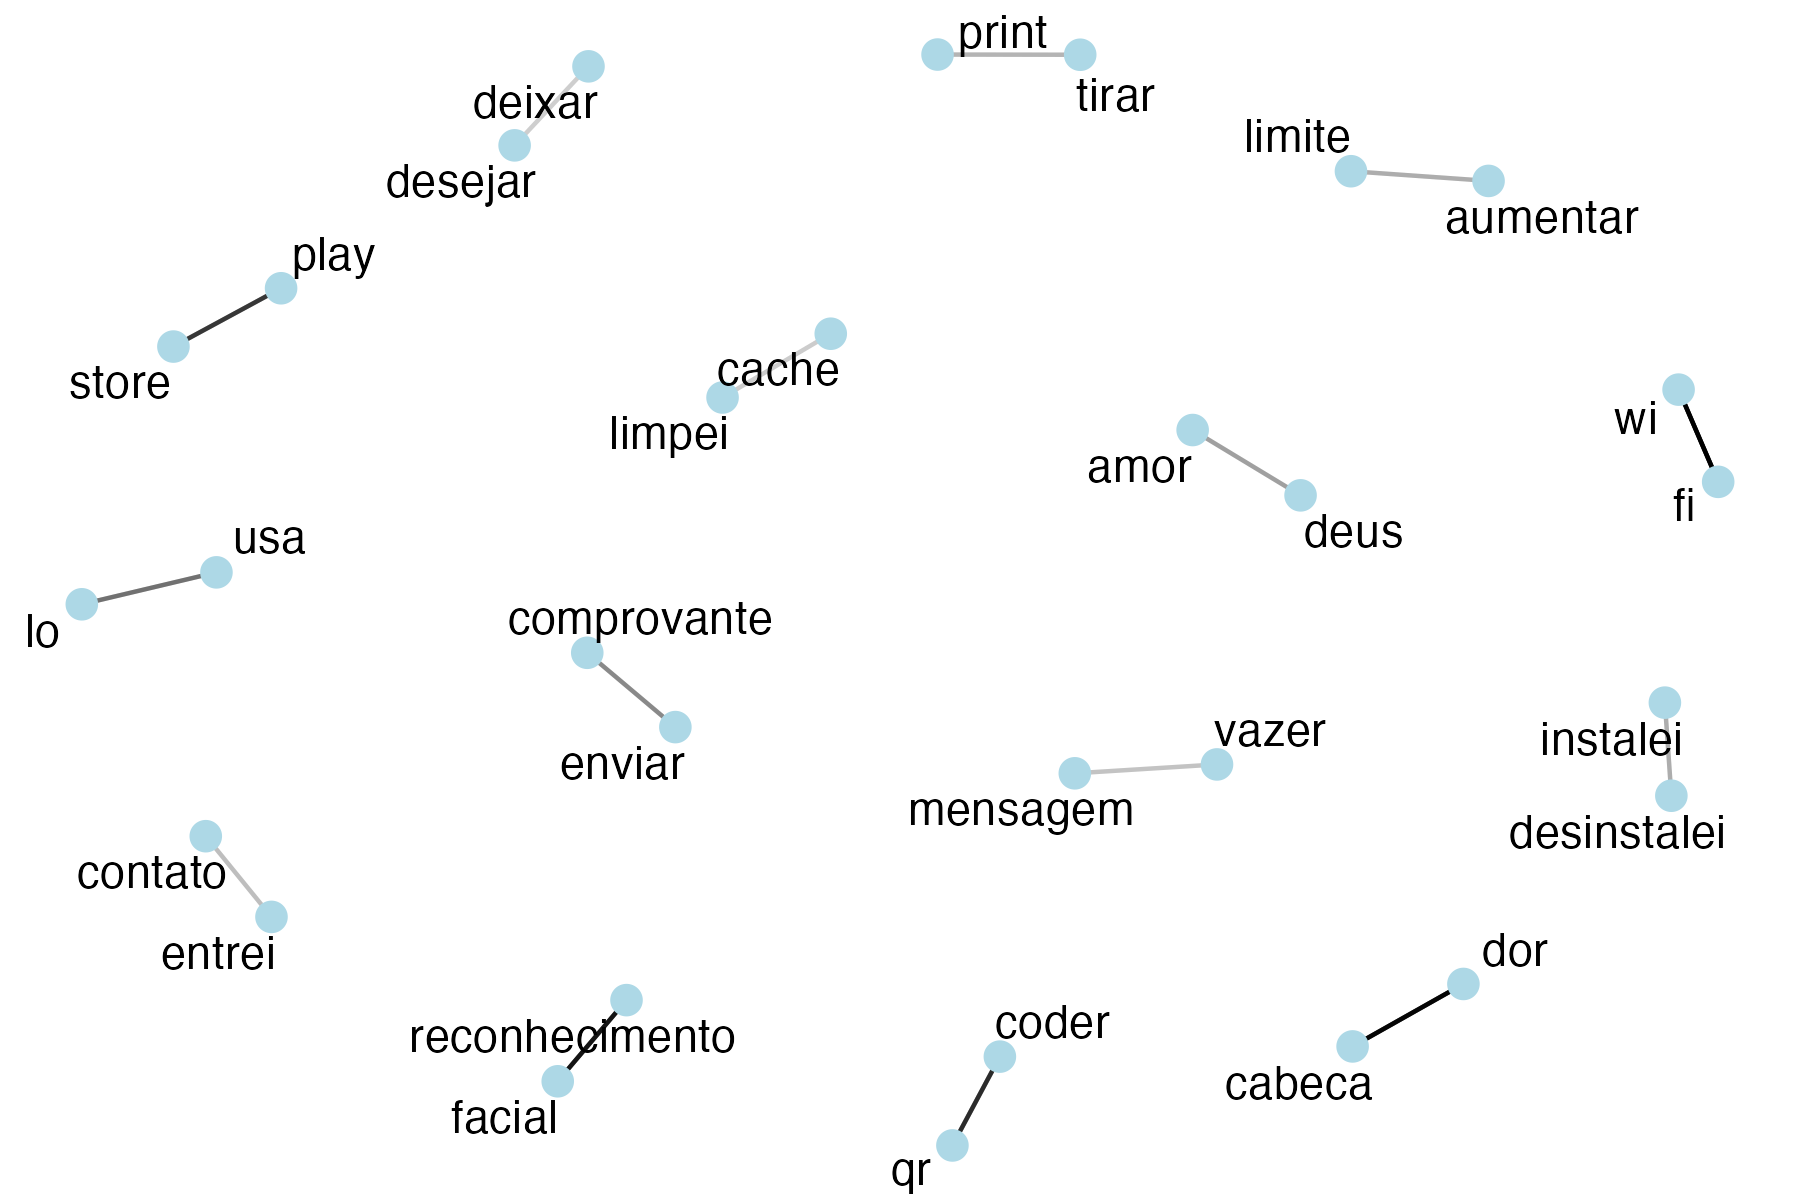 print
deixar
tirar
limite
desejar
aumentar
play
store
cache
limpei
wi
amor
fi
deus
usa
lo
comprovante
vazer
instalei
enviar
mensagem
desinstalei
contato
entrei
dor
coder
reconhecimento
cabeca
facial
qr